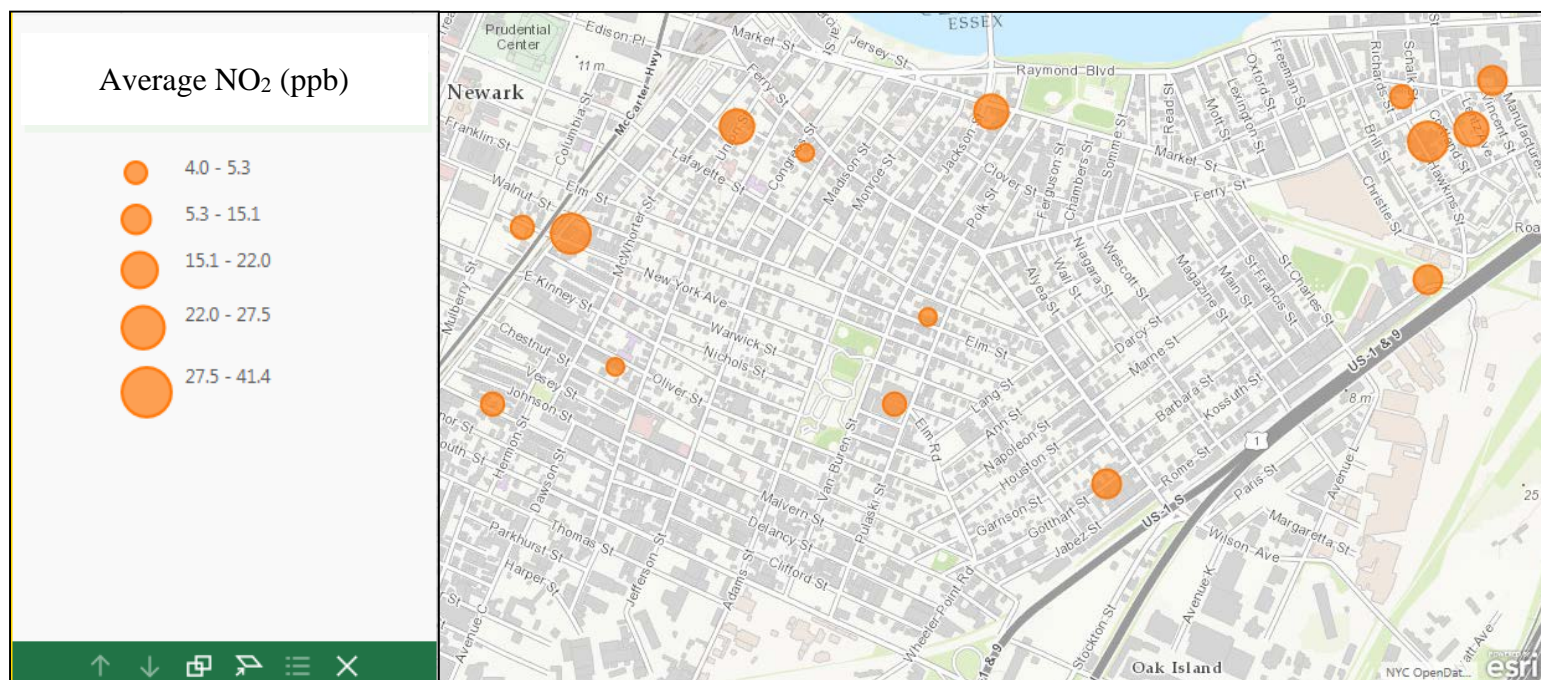 Average NO₂ (ppb)
4.0 - 5.3
5.3 - 15.1
15.1 - 22.0
22.0 - 27.5
27.5 - 41.4
ESSEX
Prudential
Center
Edison Pl
Market St
Jersey St
Raymond Blvd
11 m
Newark
McCarter Hwy
Columbia St
Franklin St
Ferry St
Union St
Congress St
Lafayette St
Madison St
Monroe St
Jackson St
Clover St
Polk St
Ferguson St
Chambers St
Somme St
Read St
Mott St
Lexington St
Oxford St
Freeman St
Richards St
Schalk St
Market St
Ferry St
Brill St
Christie St
Hawkins St
Vincent St
Walnut St
Elm St
McWhorter St
Mulberry St
E Kinney St
New York Ave
Warwick St
Nichols St
Chestnut St
Vesey St
Johnson St
Oliver St
Hermon St
Dawson St
Elm St
Lang St
Ann St
Napoleon St
Houston St
Garrison St
Gotthart St
Jabez St
Elm Rd
Alyea St
Wall St
Niagara St
Wescott St
Magazine St
Main St
St Francis St
St Charles St
Darcy St
Marne St
Barbara St
Kossuth St
Rome St
US-1 & 9
8 m
1
US-1 S
Paris St
Avenue L
Margaretta St
Wilson Ave
25
Van Buren St
Pulaski St
Malvern St
Delancy St
Clifford St
Thomas St
Parkhurst St
Harper St
Jefferson St
Adams St
Avenue C
Wheeler Point Rd
Stockton St
Avenue K
Oak Island
NYC OpenDat...
POWERED BY
esri